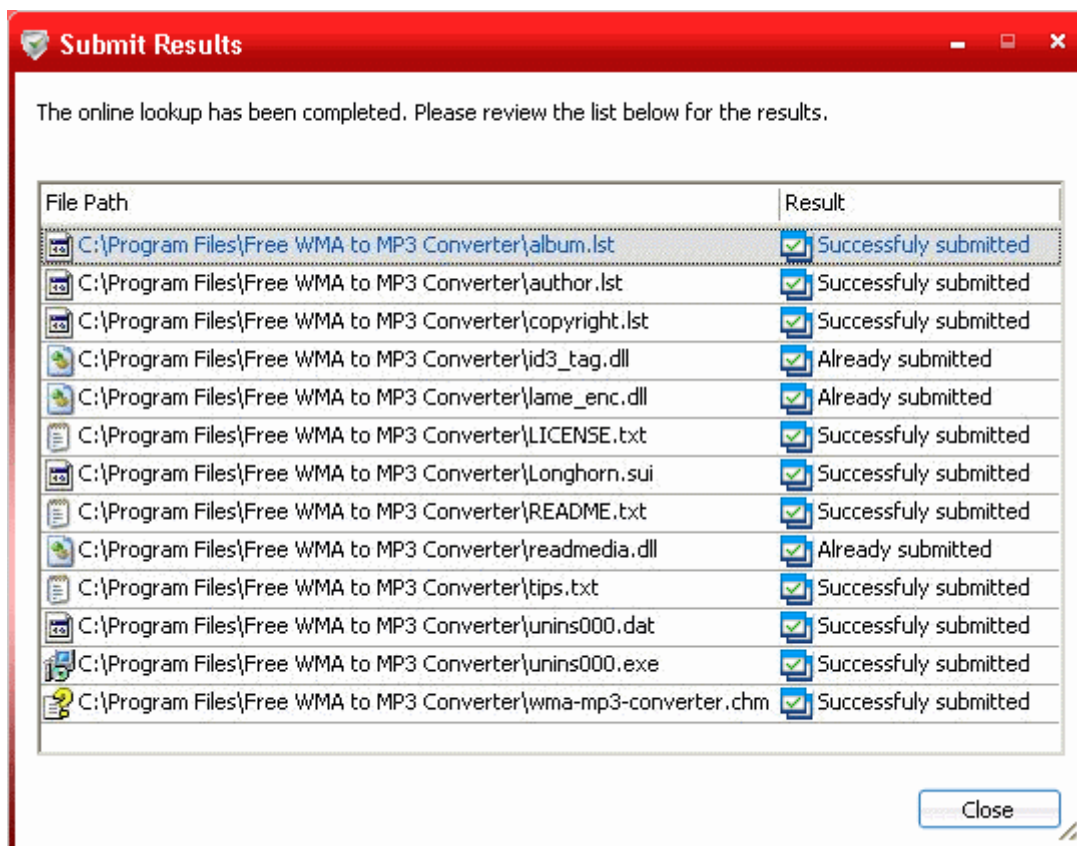 Submit Results
The online lookup has been completed. Please review the list below for the results.
File Path Result
C:\Program Files\Free WMA to MP3 Converter\album.lst Successfuly submitted
C:\Program Files\Free WMA to MP3 Converter\author.lst Successfuly submitted
C:\Program Files\Free WMA to MP3 Converter\copyright.lst Successfuly submitted
C:\Program Files\Free WMA to MP3 Converter\id3_tag.dll Already submitted
C:\Program Files\Free WMA to MP3 Converter\lame_enc.dll Already submitted
C:\Program Files\Free WMA to MP3 Converter\LICENSE.txt Successfuly submitted
C:\Program Files\Free WMA to MP3 Converter\Longhorn.sui Successfuly submitted
C:\Program Files\Free WMA to MP3 Converter\README.txt Successfuly submitted
C:\Program Files\Free WMA to MP3 Converter\readmedia.dll Already submitted
C:\Program Files\Free WMA to MP3 Converter\tips.txt Successfuly submitted
C:\Program Files\Free WMA to MP3 Converter\unins000.dat Successfuly submitted
C:\Program Files\Free WMA to MP3 Converter\unins000.exe Successfuly submitted
C:\Program Files\Free WMA to MP3 Converter\wma-mp3-converter.chm Successfuly submitted
Close